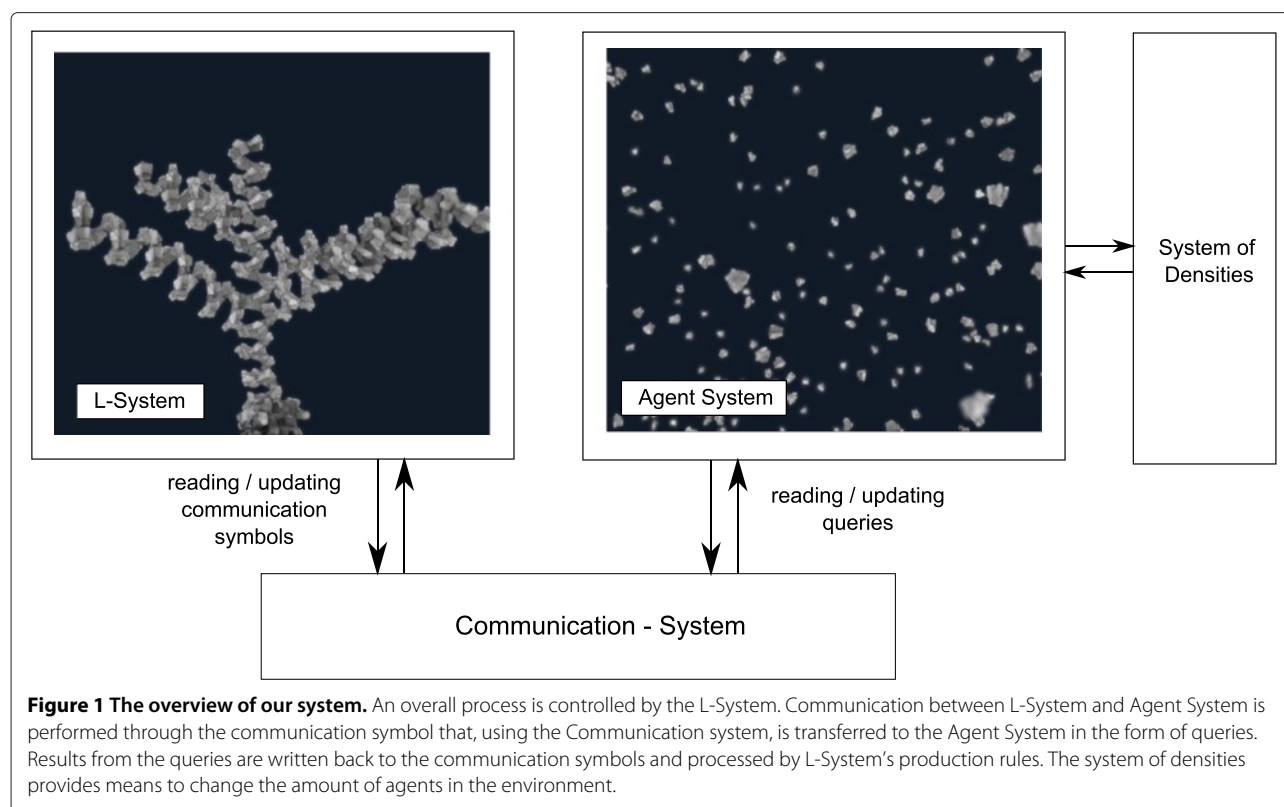 L-System
Agent System
System of
Densities
reading / updating
communication
symbols
reading / updating
queries
Communication - System
Figure 1 The overview of our system. An overall process is controlled by the L-System. Communication between L-System and Agent System is
performed through the communication symbol that, using the Communication system, is transferred to the Agent System in the form of queries.
Results from the queries are written back to the communication symbols and processed by L-System's production rules. The system of densities
provides means to change the amount of agents in the environment.